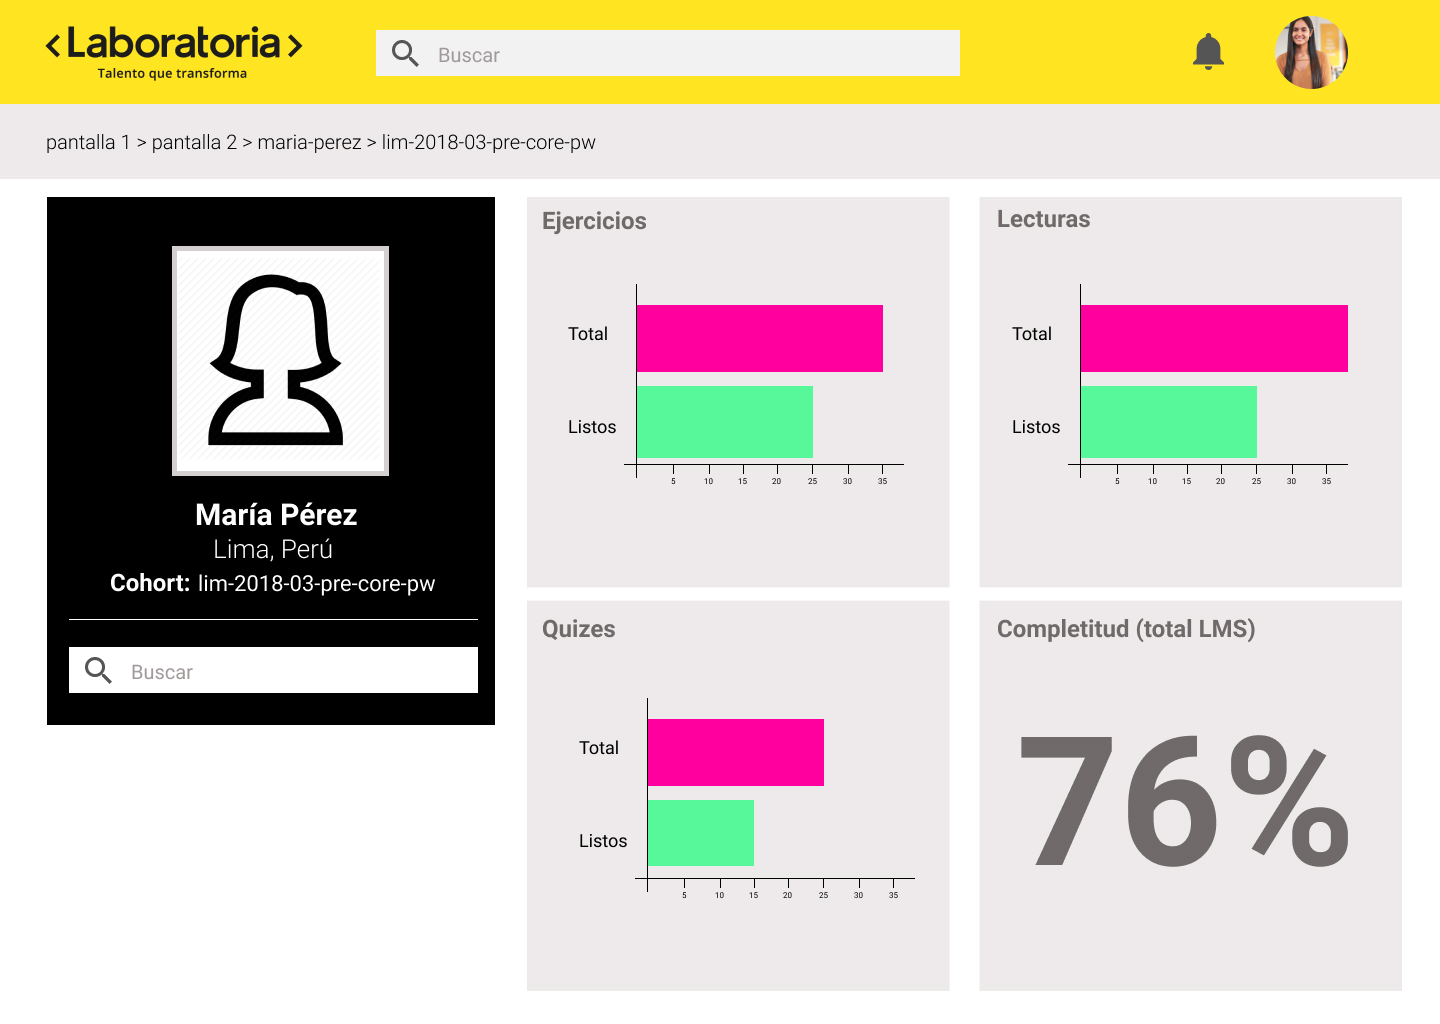 <Laboratoria>
Talento que transforma
Buscar
pantalla 1 > pantalla 2 > maria-perez > lim-2018-03-pre-core-pw
María Pérez
Lima, Perú
Cohort: lim-2018-03-pre-core-pw
Buscar
Ejercicios
Total
Listos
5 10 15 20 25 30 35
Lecturas
Total
Listos
5 10 15 20 25 30 35
Quizes
Total
Listos
5 10 15 20 25 30 35
Completitud (total LMS)
76%